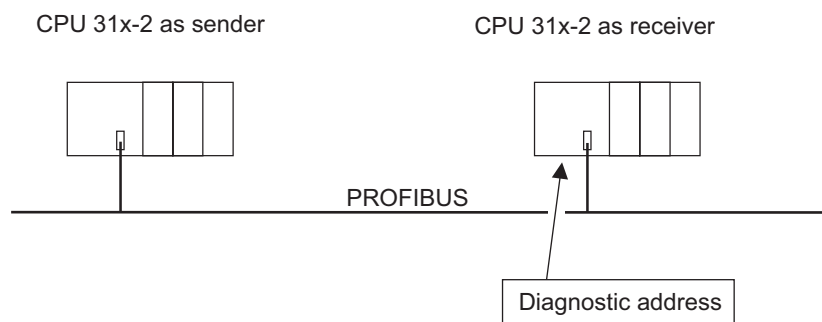 CPU 31x-2 as sender
CPU 31x-2 as receiver
PROFIBUS
Diagnostic address